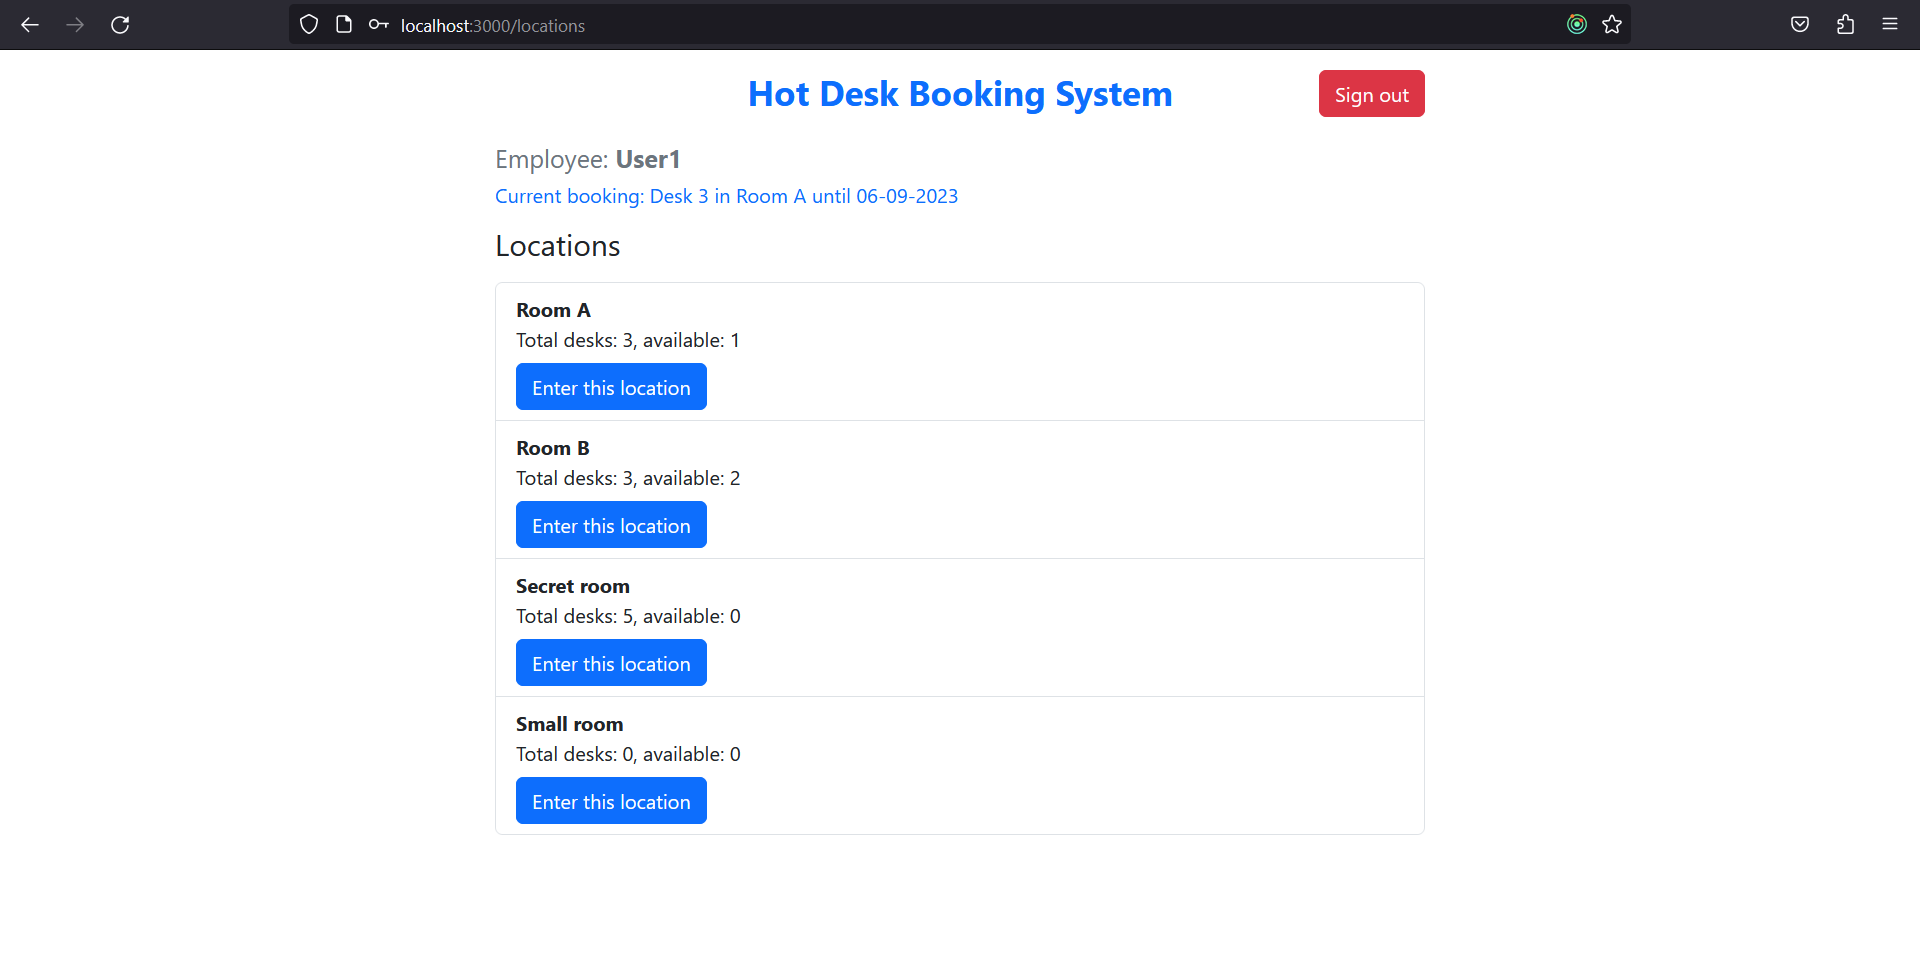 localhost:3000/locations
Hot Desk Booking System
Sign out
Employee: User1
Current booking: Desk 3 in Room A until 06-09-2023
Locations
Room A
Total desks: 3, available: 1
Enter this location
Room B
Total desks: 3, available: 2
Enter this location
Secret room
Total desks: 5, available: 0
Enter this location
Small room
Total desks: 0, available: 0
Enter this location